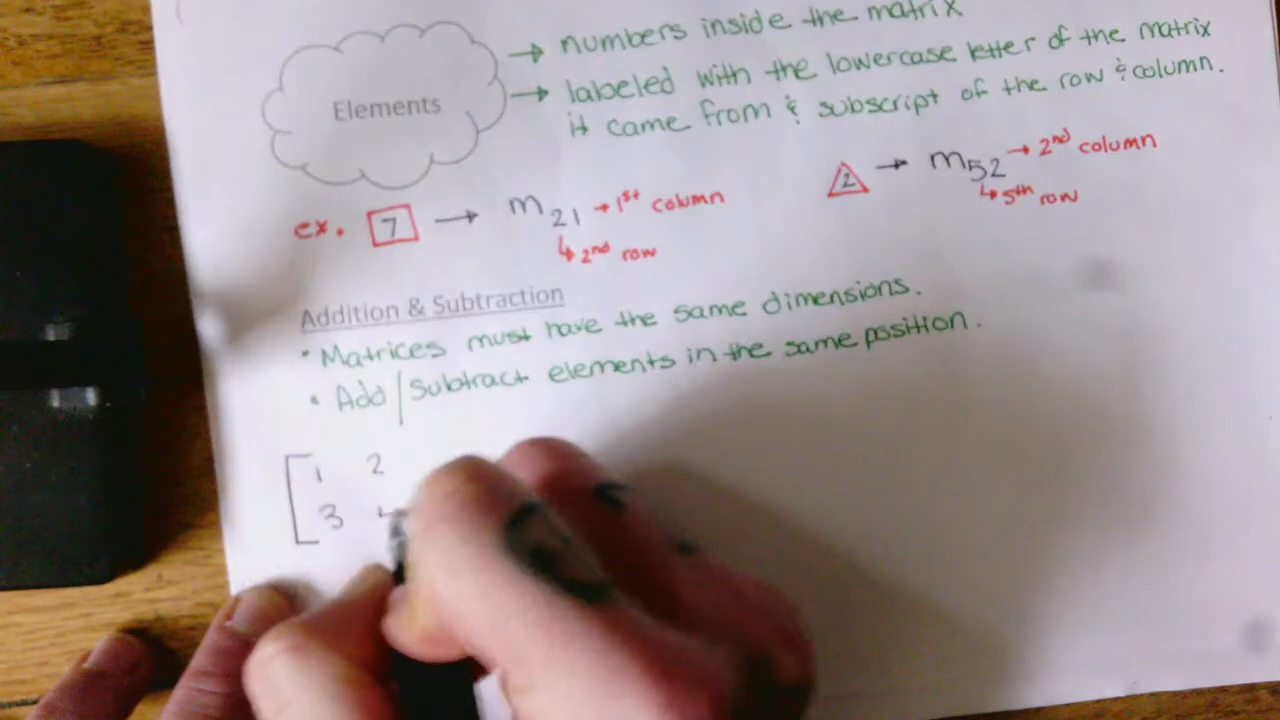 → numbers inside the matrix
Elements
→ labeled with the lowercase letter of the matrix
it came from & subscript of the row & column.
ex. 7 → m21 → 1st column
↳ 2nd row
2 → m52 → 2nd column
↳ 5th row
Addition & Subtraction
• Matrices must have the same dimensions.
• Add/subtract elements in the same position.
1 2
3